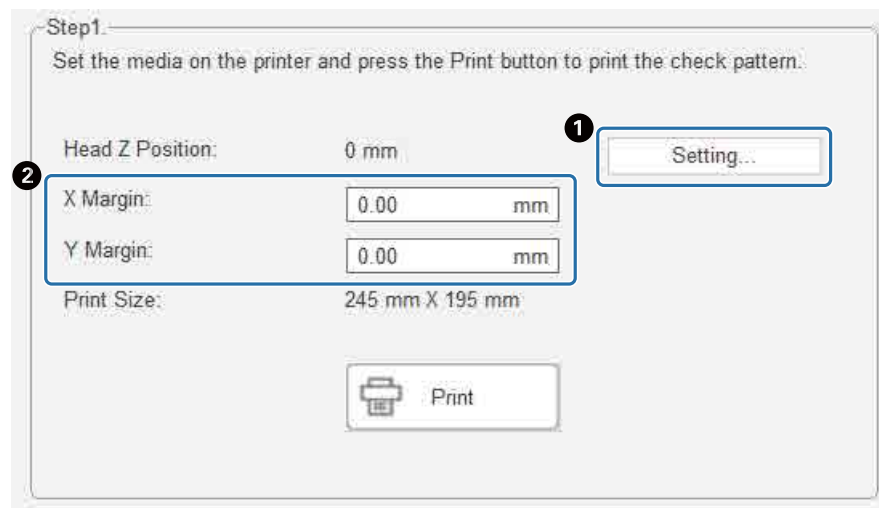 Step1.
Set the media on the printer and press the Print button to print the check pattern.
1
Head Z Position: 0 mm Setting...
2
X Margin: 0.00 mm
Y Margin: 0.00 mm
Print Size: 245 mm X 195 mm
Print